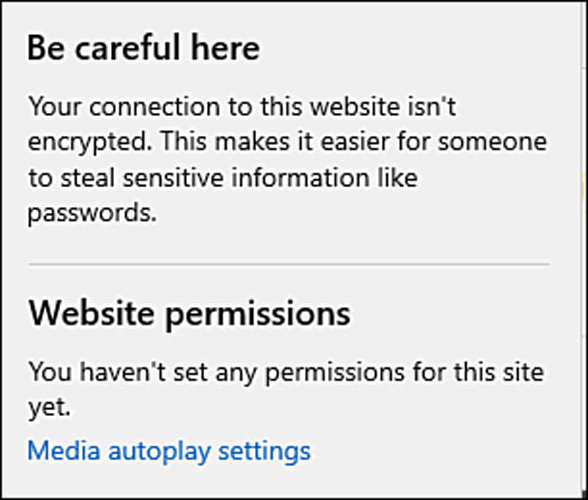 Be careful here
Your connection to this website isn't
encrypted. This makes it easier for someone
to steal sensitive information like
passwords.
Website permissions
You haven't set any permissions for this site
yet.
Media autoplay settings